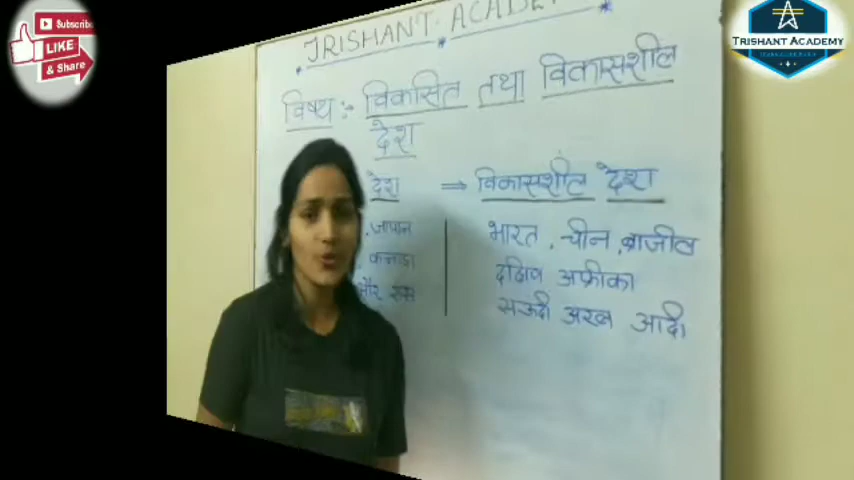 Subscribe
LIKE
& Share
TRISHANT ACADEMY
TRISHANT ACADE
विषय :- विकसित तथा विकासशील
देश
देश ⇒ विकासशील देश
जापान
कनाडा
और रूस
भारत, चीन, ब्राजील
दक्षिण अफ्रीका
सऊदी अरब आदि।